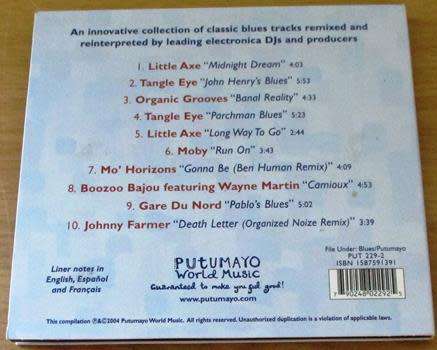 An innovative collection of classic blues tracks remixed and
reinterpreted by leading electronica DJs and producers
1. Little Axe "Midnight Dream" 4:03
2. Tangle Eye "John Henry's Blues" 5:53
3. Organic Grooves "Banal Reality" 4:33
4. Tangle Eye "Parchman Blues" 5:23
5. Little Axe "Long Way To Go" 2:44
6. Moby "Run On" 3:43
7. Mo' Horizons "Gonna Be (Ben Human Remix)" 4:09
8. Boozoo Bajou featuring Wayne Martin "Camioux" 4:53
9. Gare Du Nord "Pablo's Blues" 5:02
10. Johnny Farmer "Death Letter (Organized Noize Remix)" 3:39
Liner notes in
English, Español
and Français
PUTUMAYO
World Music
Guaranteed to make you feel good!
www.putumayo.com
File Under: Blues/Putumayo
PUT 229-2
ISBN 1587591391
7 90248 02292 5
This compilation ℗&©2004 Putumayo World Music. All rights reserved. Unauthorized duplication is a violation of applicable laws.